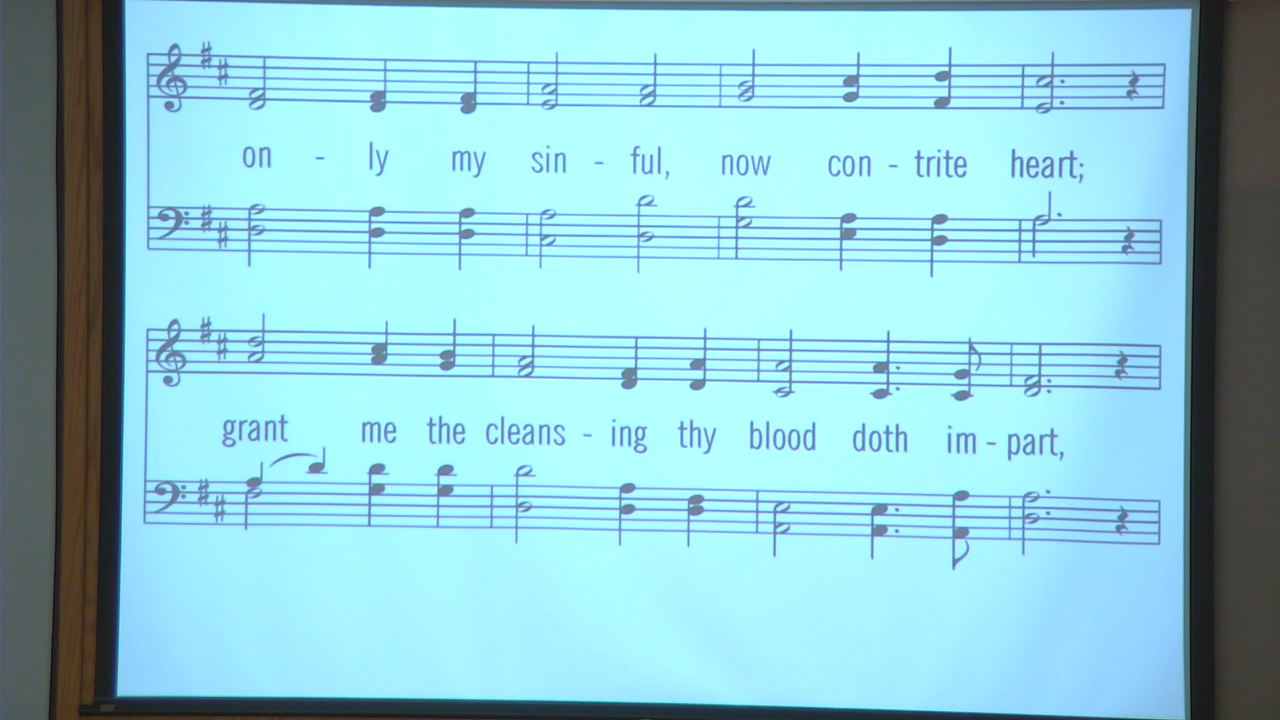 on - ly my sin - ful, now con - trite heart;
grant me the cleans - ing thy blood doth im - part,